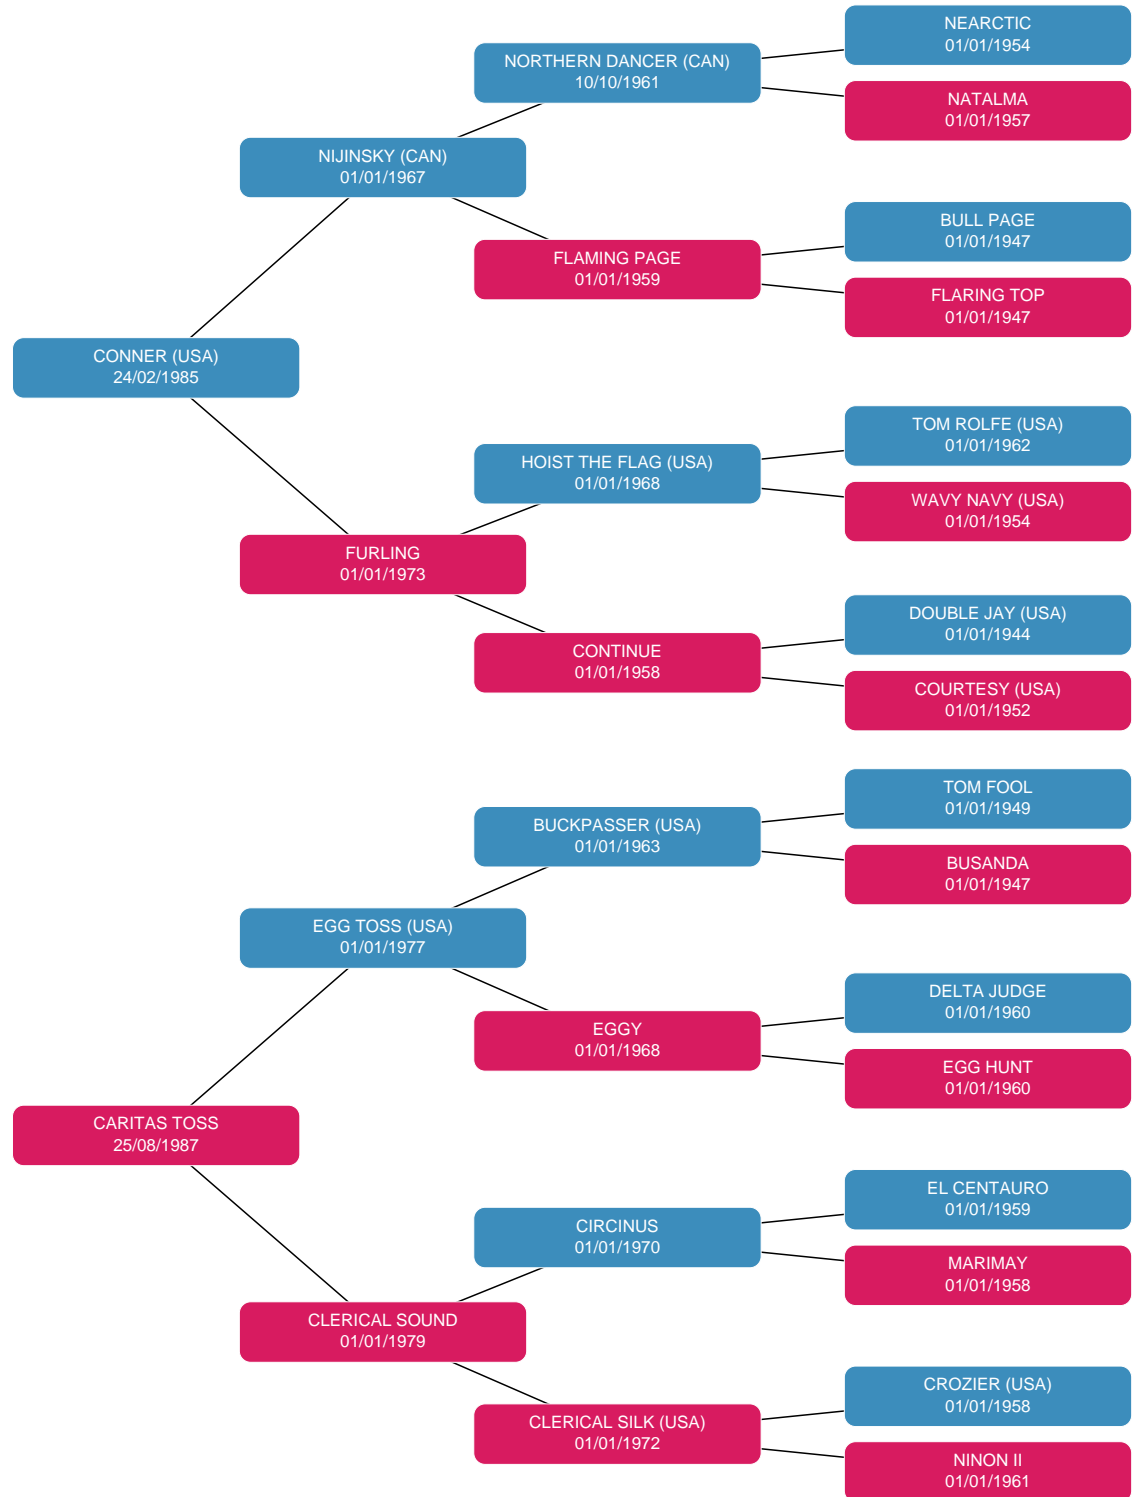 NEARCTIC
01/01/1954
NORTHERN DANCER (CAN)
10/10/1961
NATALMA
01/01/1957
NIJINSKY (CAN)
01/01/1967
BULL PAGE
01/01/1947
FLAMING PAGE
01/01/1959
FLARING TOP
01/01/1947
CONNER (USA)
24/02/1985
TOM ROLFE (USA)
01/01/1962
HOIST THE FLAG (USA)
01/01/1968
WAVY NAVY (USA)
01/01/1954
FURLING
01/01/1973
DOUBLE JAY (USA)
01/01/1944
CONTINUE
01/01/1958
COURTESY (USA)
01/01/1952
TOM FOOL
01/01/1949
BUCKPASSER (USA)
01/01/1963
BUSANDA
01/01/1947
EGG TOSS (USA)
01/01/1977
DELTA JUDGE
01/01/1960
EGGY
01/01/1968
EGG HUNT
01/01/1960
CARITAS TOSS
25/08/1987
EL CENTAURO
01/01/1959
CIRCINUS
01/01/1970
MARIMAY
01/01/1958
CLERICAL SOUND
01/01/1979
CROZIER (USA)
01/01/1958
CLERICAL SILK (USA)
01/01/1972
NINON II
01/01/1961